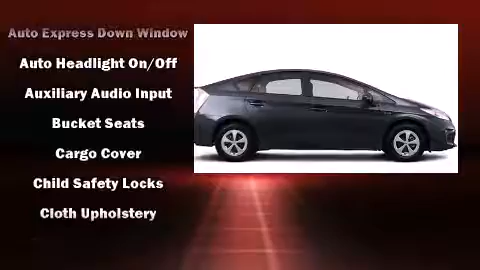 Auto Express Down Window
Auto Headlight On/Off
Auxiliary Audio Input
Bucket Seats
Cargo Cover
Child Safety Locks
Cloth Upholstery